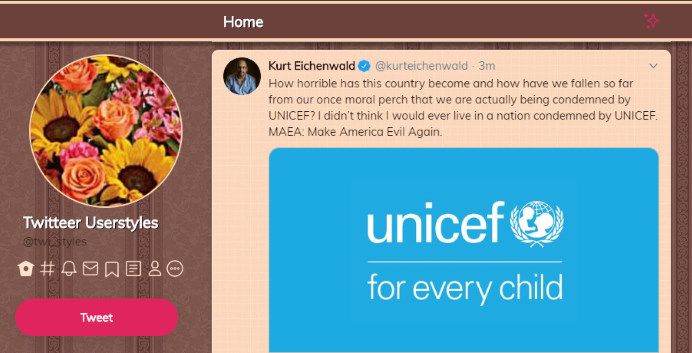 Home
Kurt Eichenwald @kurteichenwald · 3m
How horrible has this country become and how have we fallen so far
from our once moral perch that we are actually being condemned by
UNICEF? I didn't think I would ever live in a nation condemned by UNICEF.
MAEA: Make America Evil Again.
unicef
for every child
Twitteer Userstyles
@twi_styles
Tweet